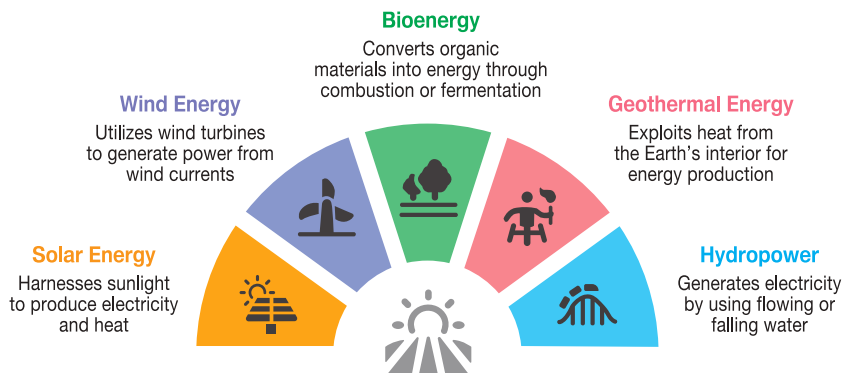 Bioenergy
Converts organic
materials into energy through
combustion or fermentation
Wind Energy
Utilizes wind turbines
to generate power from
wind currents
Geothermal Energy
Exploits heat from
the Earth's interior for
energy production
Solar Energy
Harnesses sunlight
to produce electricity
and heat
Hydropower
Generates electricity
by using flowing or
falling water